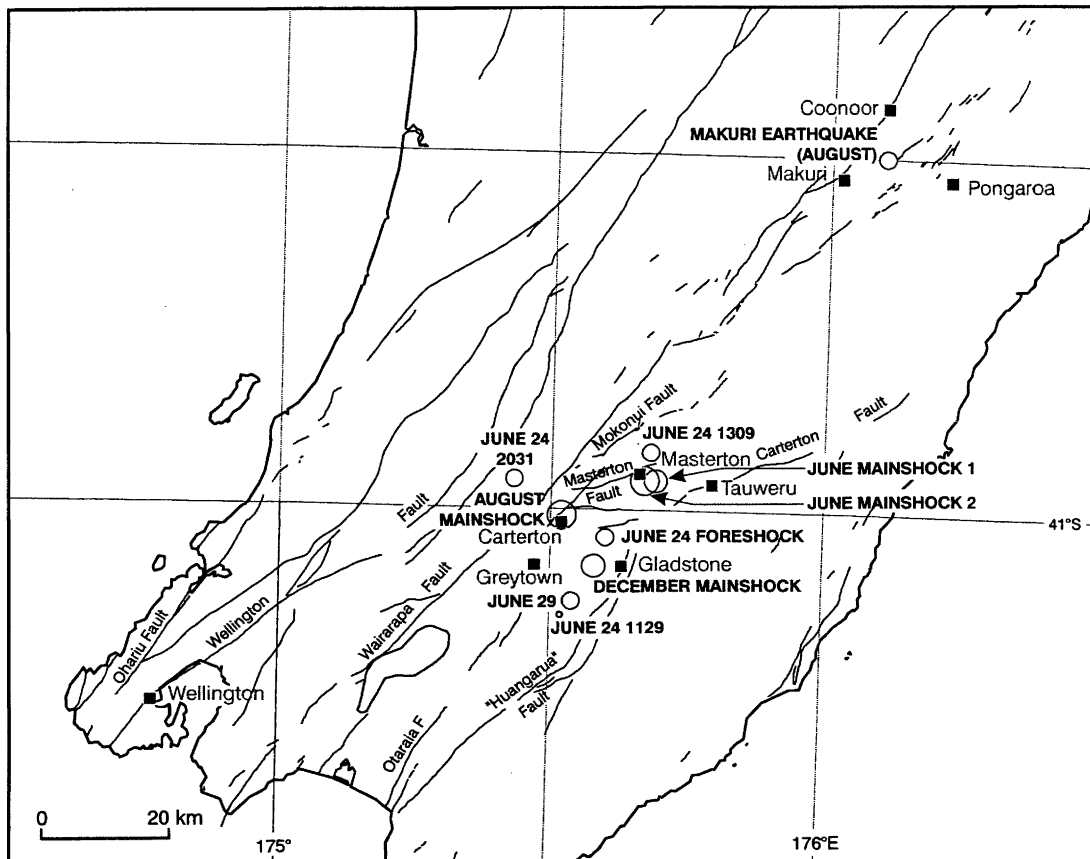 Coonoor
MAKURI EARTHQUAKE
(AUGUST)
Makuri
Pongaroa
Mokonui Fault
Fault
JUNE 24
2031
JUNE 24 1309
Carterton
Masterton
Masterton
JUNE MAINSHOCK 1
Tauweru
AUGUST
MAINSHOCK
Fault
Fault
JUNE MAINSHOCK 2
Carterton
41°S
JUNE 24 FORESHOCK
Greytown
Gladstone
DECEMBER MAINSHOCK
Fault
JUNE 29
JUNE 24 1129
Wairarapa
Wellington
Ohariu Fault
Wellington
"Huangarua"
Fault
Otaraia F
0 20 km
175°
176°E